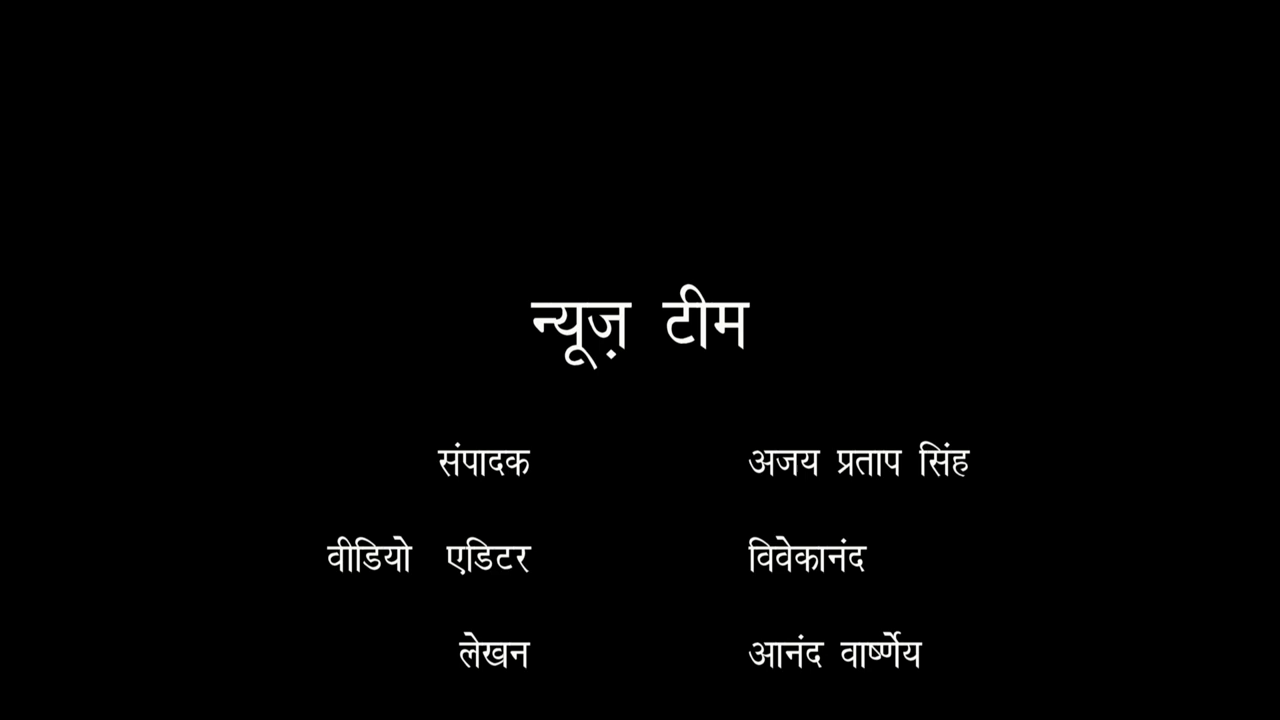 न्यूज़ टीम
संपादक अजय प्रताप सिंह
वीडियो एडिटर विवेकानंद
लेखन आनंद वार्ष्णेय